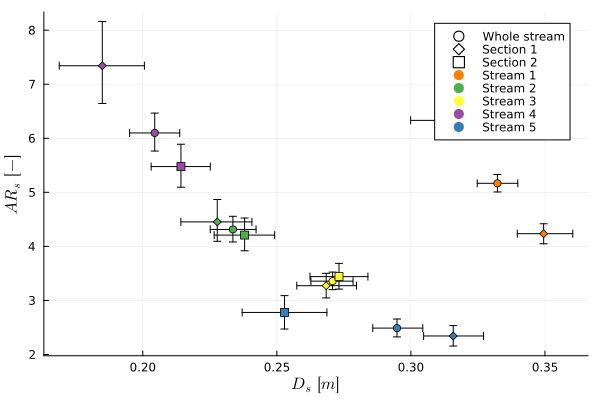 8
7
6
5
4
3
2
AR_s [−]
0.20
0.25
0.30
0.35
D_s [m]
Whole stream
Section 1
Section 2
Stream 1
Stream 2
Stream 3
Stream 4
Stream 5